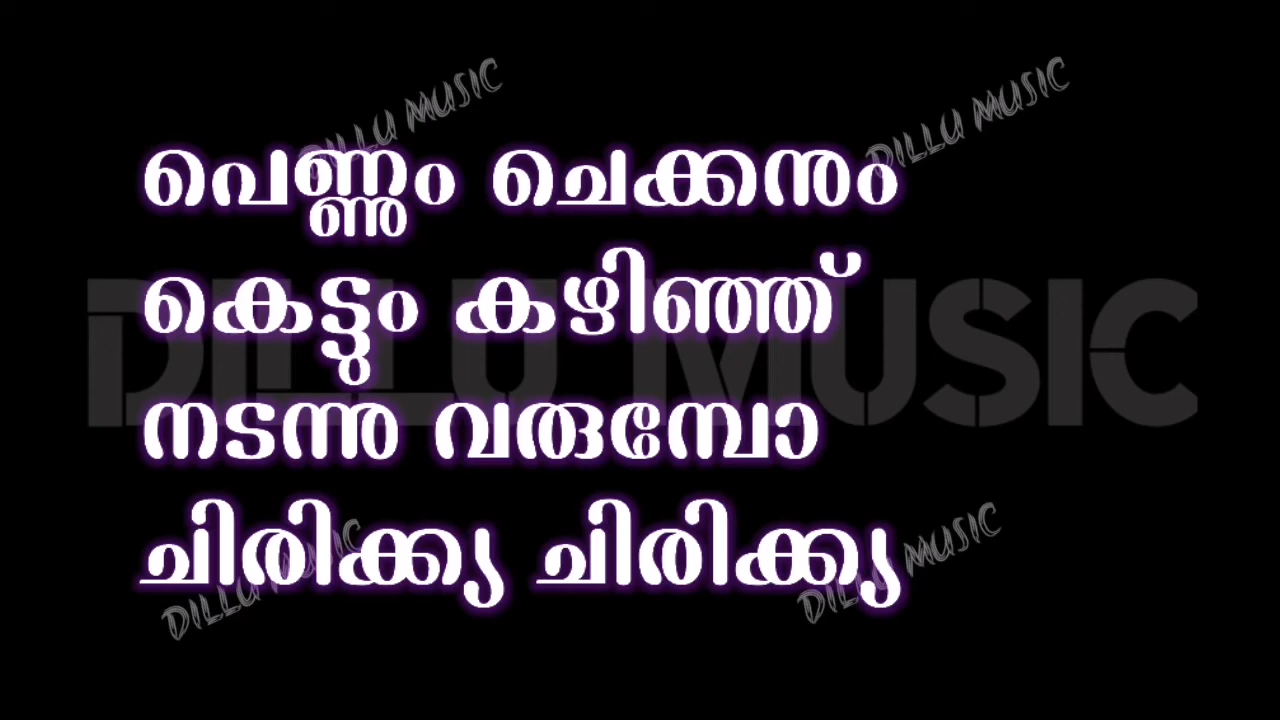 DILLU MUSIC DILLU MUSIC
പെണ്ണും ചെക്കനും
കെട്ടും കഴിഞ്ഞ്
DILLU MUSIC
നടന്നു വരുമ്പോ
ചിരിക്ക്യ ചിരിക്ക്യ
DILLU MUSIC DILLU MUSIC